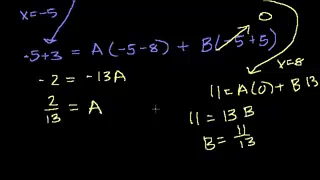 x=-5
0
-5+3 = A(-5-8) + B(-5+5)
x=8
-2 = -13A
11 = A(0) + B 13
2/13 = A
11 = 13 B
B = 11/13